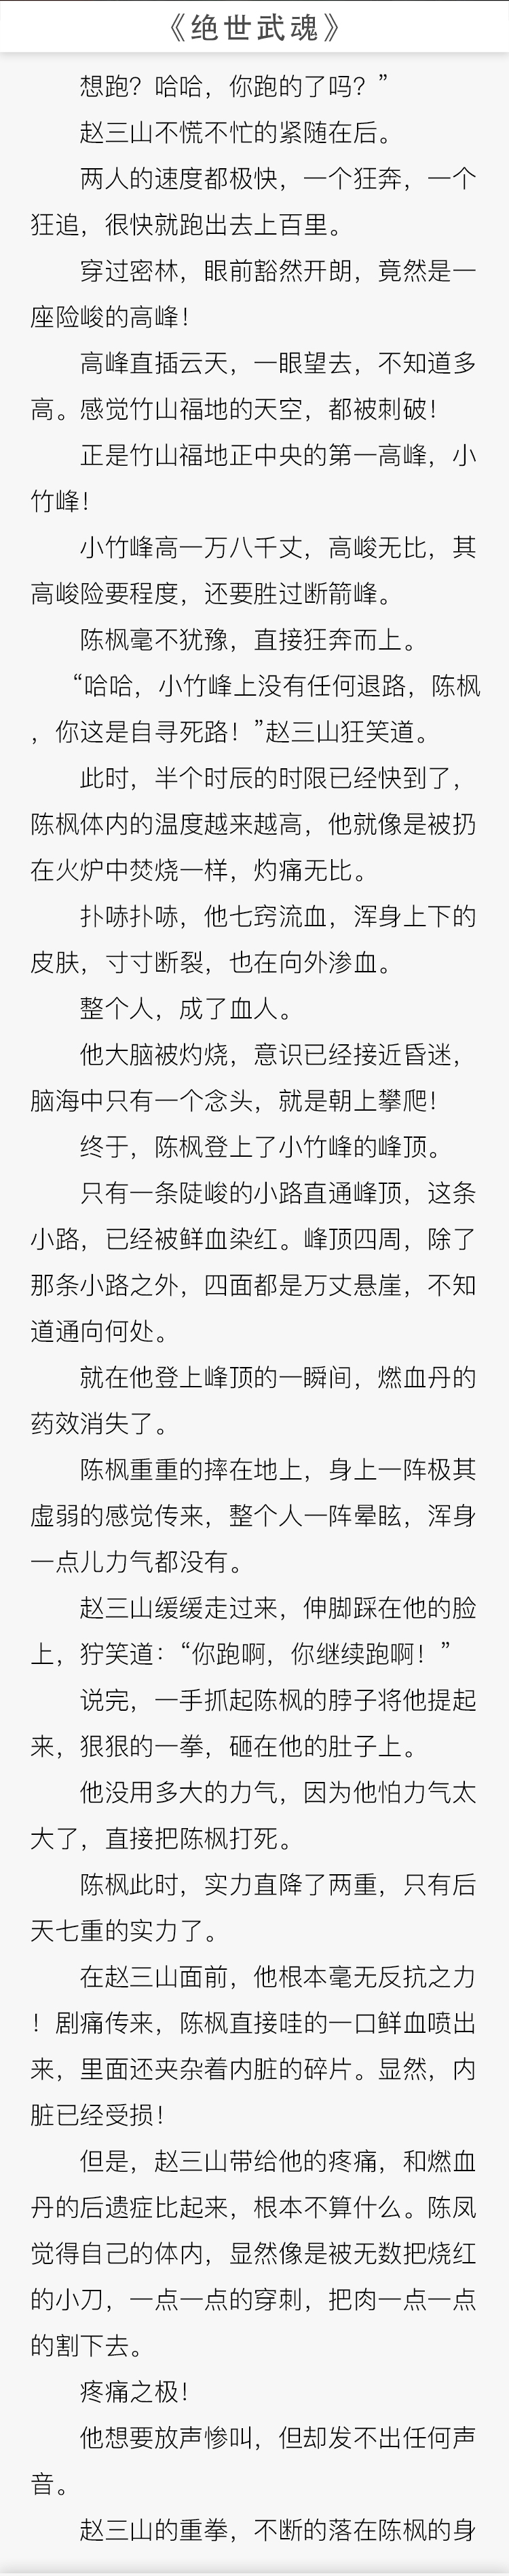 《绝世武魂》
想跑？哈哈，你跑的了吗？”
赵三山不慌不忙的紧随在后。
两人的速度都极快，一个狂奔，一个
狂追，很快就跑出去上百里。
穿过密林，眼前豁然开朗，竟然是一
座险峻的高峰！
高峰直插云天，一眼望去，不知道多
高。感觉竹山福地的天空，都被刺破！
正是竹山福地正中央的第一高峰，小
竹峰！
小竹峰高一万八千丈，高峻无比，其
高峻险要程度，还要胜过断箭峰。
陈枫毫不犹豫，直接狂奔而上。
“哈哈，小竹峰上没有任何退路，陈枫
，你这是自寻死路！”赵三山狂笑道。
此时，半个时辰的时限已经快到了，
陈枫体内的温度越来越高，他就像是被扔
在火炉中焚烧一样，灼痛无比。
扑哧扑哧，他七窍流血，浑身上下的
皮肤，寸寸断裂，也在向外渗血。
整个人，成了血人。
他大脑被灼烧，意识已经接近昏迷，
脑海中只有一个念头，就是朝上攀爬！
终于，陈枫登上了小竹峰的峰顶。
只有一条陡峻的小路直通峰顶，这条
小路，已经被鲜血染红。峰顶四周，除了
那条小路之外，四面都是万丈悬崖，不知
道通向何处。
就在他登上峰顶的一瞬间，燃血丹的
药效消失了。
陈枫重重的摔在地上，身上一阵极其
虚弱的感觉传来，整个人一阵晕眩，浑身
一点儿力气都没有。
赵三山缓缓走过来，伸脚踩在他的脸
上，狞笑道：“你跑啊，你继续跑啊！”
说完，一手抓起陈枫的脖子将他提起
来，狠狠的一拳，砸在他的肚子上。
他没用多大的力气，因为他怕力气太
大了，直接把陈枫打死。
陈枫此时，实力直降了两重，只有后
天七重的实力了。
在赵三山面前，他根本毫无反抗之力
！剧痛传来，陈枫直接哇的一口鲜血喷出
来，里面还夹杂着内脏的碎片。显然，内
脏已经受损！
但是，赵三山带给他的疼痛，和燃血
丹的后遗症比起来，根本不算什么。陈凤
觉得自己的体内，显然像是被无数把烧红
的小刀，一点一点的穿刺，把肉一点一点
的割下去。
疼痛之极！
他想要放声惨叫，但却发不出任何声
音。
赵三山的重拳，不断的落在陈枫的身